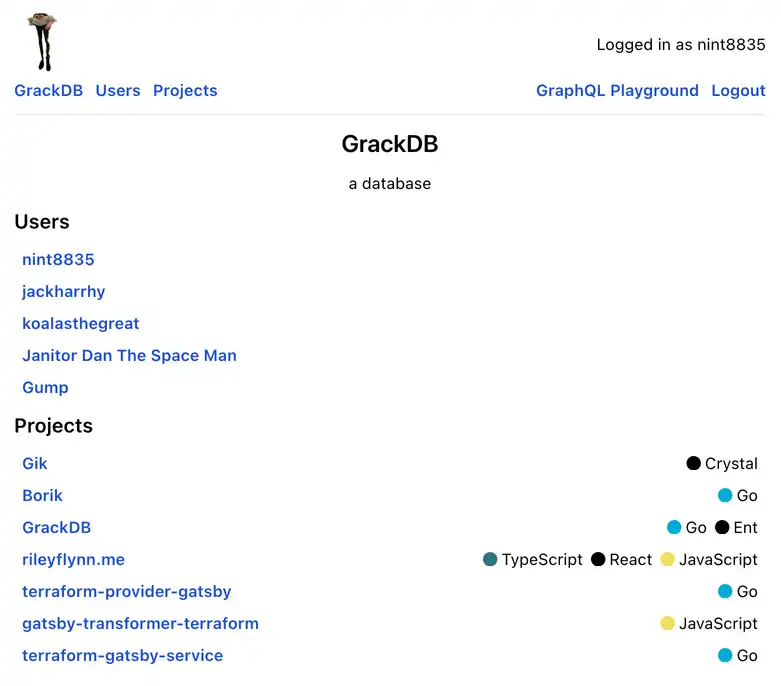 Logged in as nint8835
GrackDB Users Projects GraphQL Playground Logout
GrackDB
a database
Users
nint8835
jackharrhy
koalasthegreat
Janitor Dan The Space Man
Gump
Projects
Gik Crystal
Borik Go
GrackDB Go Ent
rileyflynn.me TypeScript React JavaScript
terraform-provider-gatsby Go
gatsby-transformer-terraform JavaScript
terraform-gatsby-service Go